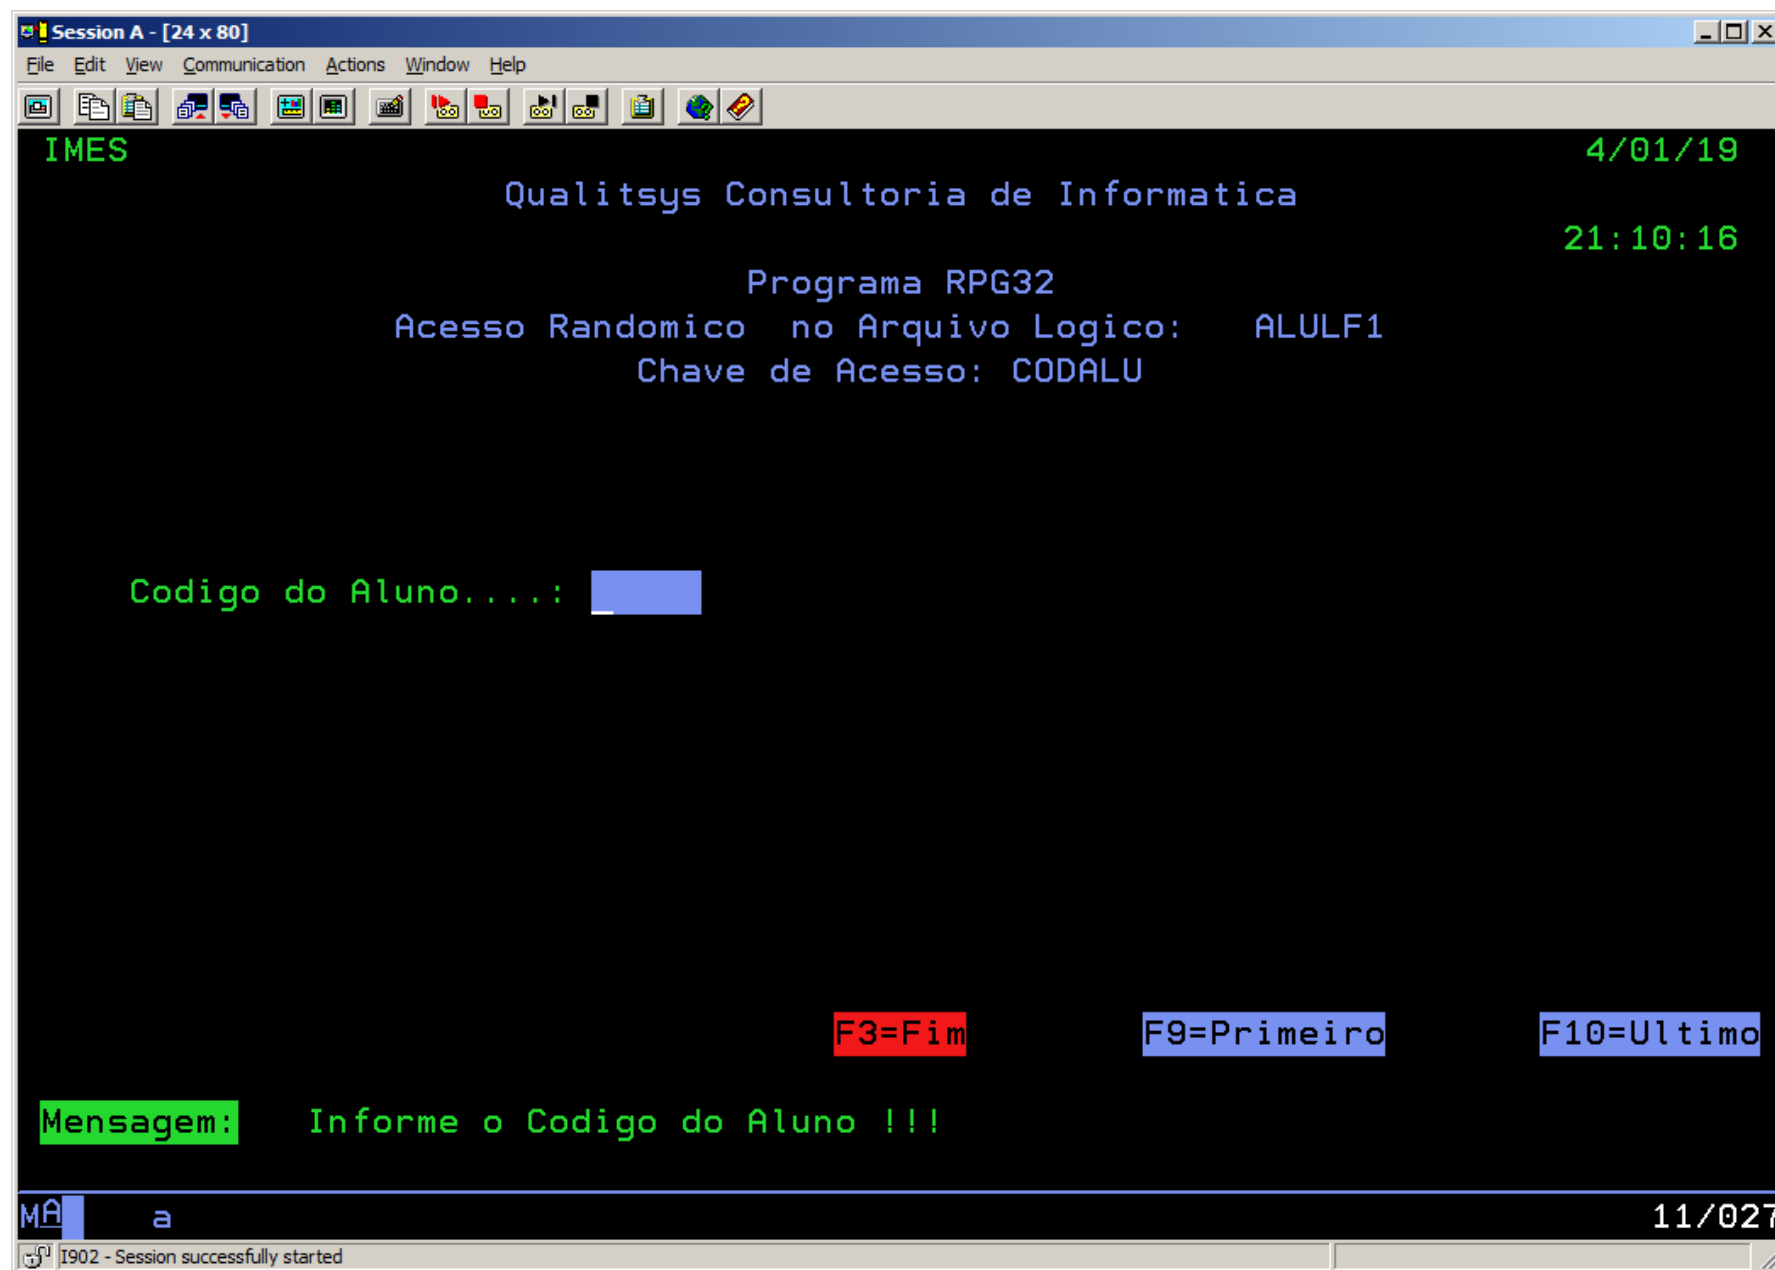 Session A - [24 x 80]
File Edit View Communication Actions Window Help
IMES 4/01/19
Qualitsys Consultoria de Informatica
21:10:16
Programa RPG32
Acesso Randomico no Arquivo Logico: ALULF1
Chave de Acesso: CODALU
Codigo do Aluno....:
F3=Fim F9=Primeiro F10=Ultimo
Mensagem: Informe o Codigo do Aluno !!!
MA a 11/027
I902 - Session successfully started